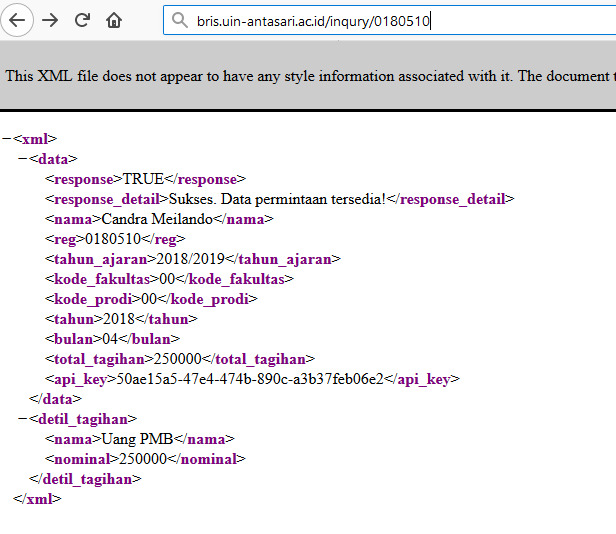 bris.uin-antasari.ac.id/inqury/0180510
This XML file does not appear to have any style information associated with it. The document
−<xml>
−<data>
<response>TRUE</response>
<response_detail>Sukses. Data permintaan tersedia!</response_detail>
<nama>Candra Meilando</nama>
<reg>0180510</reg>
<tahun_ajaran>2018/2019</tahun_ajaran>
<kode_fakultas>00</kode_fakultas>
<kode_prodi>00</kode_prodi>
<tahun>2018</tahun>
<bulan>04</bulan>
<total_tagihan>250000</total_tagihan>
<api_key>50ae15a5-47e4-474b-890c-a3b37feb06e2</api_key>
</data>
−<detil_tagihan>
<nama>Uang PMB</nama>
<nominal>250000</nominal>
</detil_tagihan>
</xml>